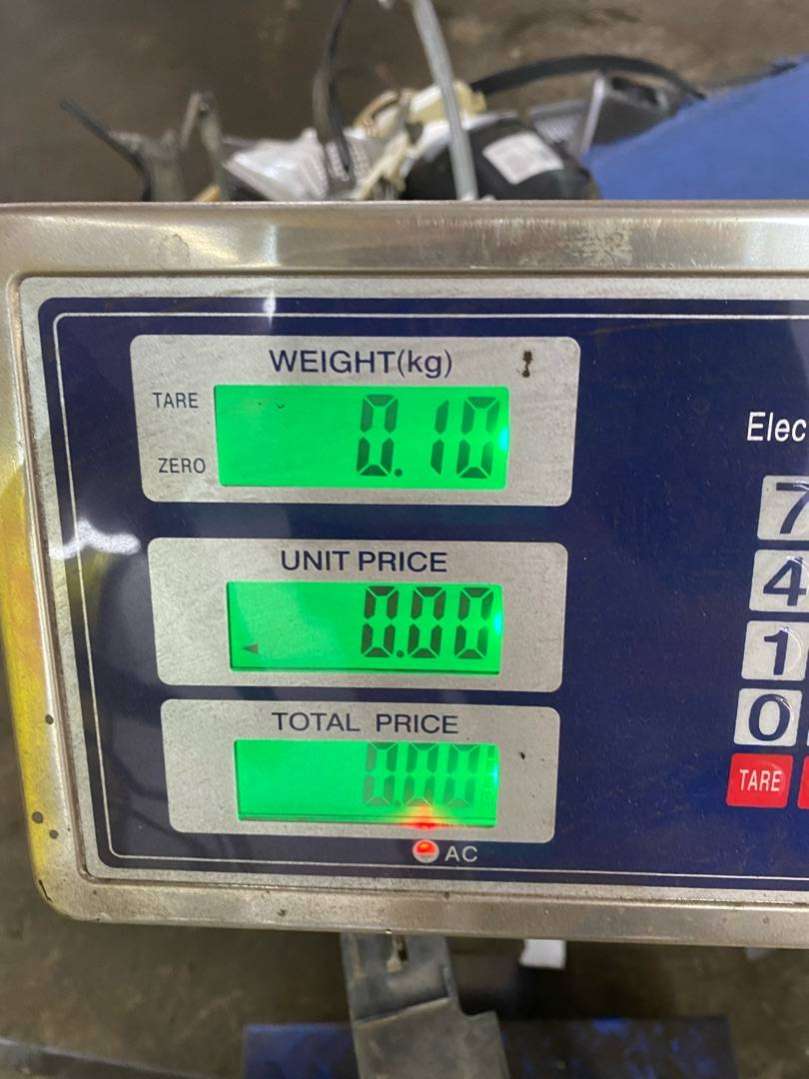 WEIGHT(kg)
TARE
0.10
ZERO
UNIT PRICE
0.00
TOTAL PRICE
0.00
AC
Elec
7
4
1
0
TARE